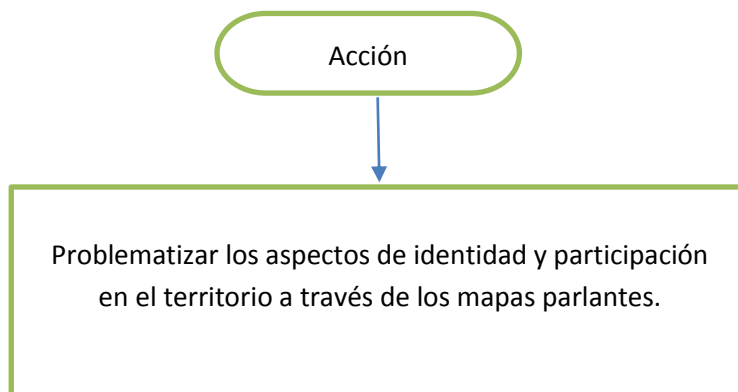 Acción
Problematizar los aspectos de identidad y participación
en el territorio a través de los mapas parlantes.